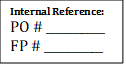 Internal Reference:
PO # ________
FP # ________